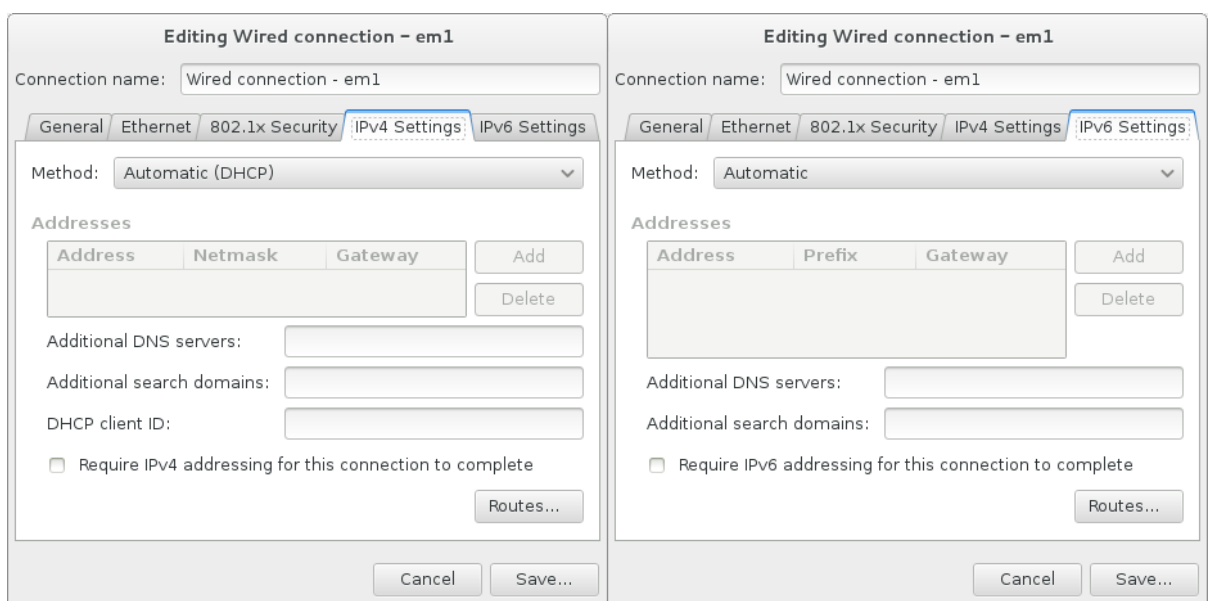 Editing Wired connection – em1
Connection name: Wired connection - em1
General Ethernet 802.1x Security IPv4 Settings IPv6 Settings
Method: Automatic (DHCP)
Addresses
Address Netmask Gateway Add
Delete
Additional DNS servers:
Additional search domains:
DHCP client ID:
Require IPv4 addressing for this connection to complete
Routes...
Cancel Save...
Editing Wired connection – em1
Connection name: Wired connection - em1
General Ethernet 802.1x Security IPv4 Settings IPv6 Settings
Method: Automatic
Addresses
Address Prefix Gateway Add
Delete
Additional DNS servers:
Additional search domains:
Require IPv6 addressing for this connection to complete
Routes...
Cancel Save...